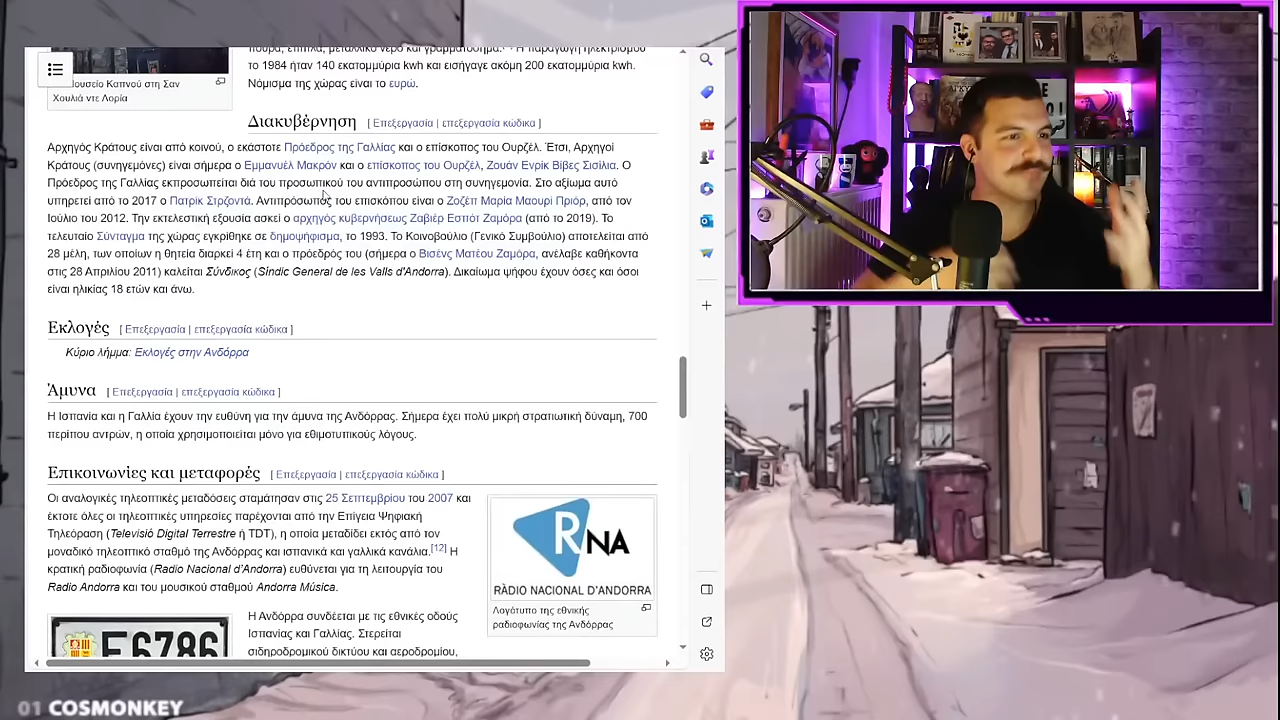 πούρα, έπιπλα, μεταλλικό νερό και γραμματόσημα. Η παραγωγή ηλεκτρισμού
το 1984 ήταν 140 εκατομμύρια kwh και εισήγαγε ακόμη 200 εκατομμύρια kwh.
Νόμισμα της χώρας είναι το ευρώ.
Μουσείο Καπνού στη Σαν
Χουλιά ντε Λορία
Διακυβέρνηση [ Επεξεργασία | επεξεργασία κώδικα ]
Αρχηγός Κράτους είναι από κοινού, ο εκάστοτε Πρόεδρος της Γαλλίας και ο επίσκοπος του Ουρζέλ. Έτσι, Αρχηγοί
Κράτους (συνηγεμόνες) είναι σήμερα ο Εμμανυέλ Μακρόν και ο επίσκοπος του Ουρζέλ, Ζουάν Ενρίκ Βίβες Σισίλια. Ο
Πρόεδρος της Γαλλίας εκπροσωπείται διά του προσωπικού του αντιπροσώπου στη συνηγεμονία. Στο αξίωμα αυτό
υπηρετεί από το 2017 ο Πατρίκ Στρζοντά. Αντιπρόσωπος του επισκόπου είναι ο Ζοζέπ Μαρία Μαουρί Πριόρ, από τον
Ιούλιο του 2012. Την εκτελεστική εξουσία ασκεί ο αρχηγός κυβερνήσεως Ζαβιέρ Εσπότ Ζαμόρα (από το 2019). Το
τελευταίο Σύνταγμα της χώρας εγκρίθηκε σε δημοψήφισμα, το 1993. Το Κοινοβούλιο (Γενικό Συμβούλιο) αποτελείται από
28 μέλη, των οποίων η θητεία διαρκεί 4 έτη και ο πρόεδρός του (σήμερα ο Βισένς Ματέου Ζαμόρα, ανέλαβε καθήκοντα
στις 28 Απριλίου 2011) καλείται Σύνδικος (Síndic General de les Valls d'Andorra). Δικαίωμα ψήφου έχουν όσες και όσοι
είναι ηλικίας 18 ετών και άνω.
Εκλογές [ Επεξεργασία | επεξεργασία κώδικα ]
Κύριο λήμμα: Εκλογές στην Ανδόρρα
Άμυνα [ Επεξεργασία | επεξεργασία κώδικα ]
Η Ισπανία και η Γαλλία έχουν την ευθύνη για την άμυνα της Ανδόρρας. Σήμερα έχει πολύ μικρή στρατιωτική δύναμη, 700
περίπου αντρών, η οποία χρησιμοποιείται μόνο για εθιμοτυπικούς λόγους.
Επικοινωνίες και μεταφορές [ Επεξεργασία | επεξεργασία κώδικα ]
Οι αναλογικές τηλεοπτικές μεταδόσεις σταμάτησαν στις 25 Σεπτεμβρίου του 2007 και
έκτοτε όλες οι τηλεοπτικές υπηρεσίες παρέχονται από την Επίγεια Ψηφιακή
Τηλεόραση (Televisió Digital Terrestre ή TDT), η οποία μεταδίδει εκτός από τον
μοναδικό τηλεοπτικό σταθμό της Ανδόρρας και ισπανικά και γαλλικά κανάλια.[12] Η
κρατική ραδιοφωνία (Radio Nacional d'Andorra) ευθύνεται για τη λειτουργία του
Radio Andorra και του μουσικού σταθμού Andorra Música.
RNA
RÀDIO NACIONAL D'ANDORRA
Λογότυπο της εθνικής
ραδιοφωνίας της Ανδόρρας
E6786
Η Ανδόρρα συνδέεται με τις εθνικές οδούς
Ισπανίας και Γαλλίας. Στερείται
σιδηροδρομικού δικτύου και αεροδρομίου,
01 COSMONKEY